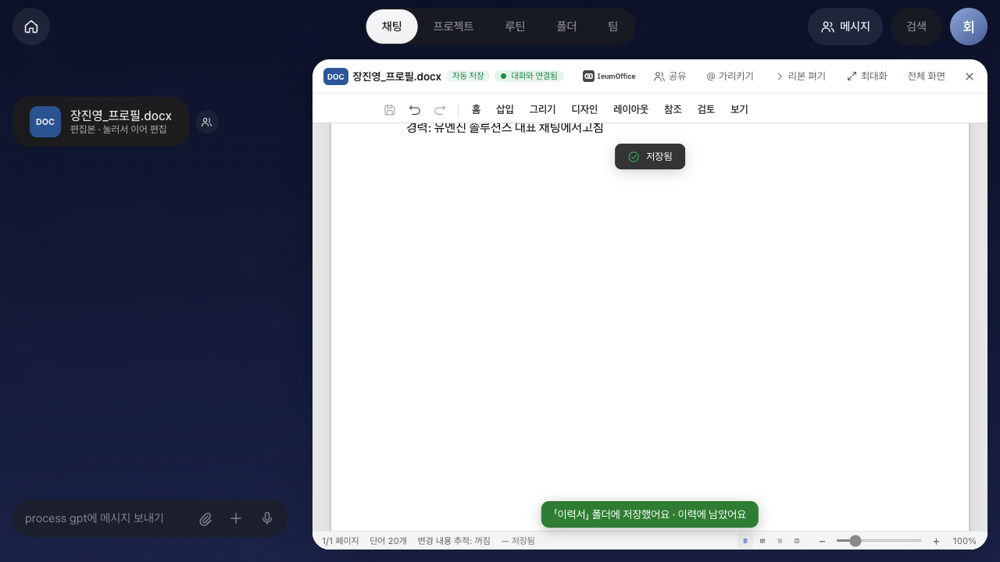 채팅
프로젝트
루틴
폴더
팀
메시지
검색
회
DOC
장진영_프로필.docx
편집본 · 눌러서 이어 편집
DOC
장진영_프로필.docx
자동 저장
대화와 연결됨
IeumOffice
공유
@ 가리키기
리본 펴기
최대화
전체 화면
홈
삽입
그리기
디자인
레이아웃
참조
검토
보기
경력: 유엔진 솔루션즈 대표 채팅에서고침
저장됨
「이력서」 폴더에 저장했어요 · 이력에 남았어요
process gpt에 메시지 보내기
1/1 페이지
단어 20개
변경 내용 추적: 꺼짐
— 저장됨
100%